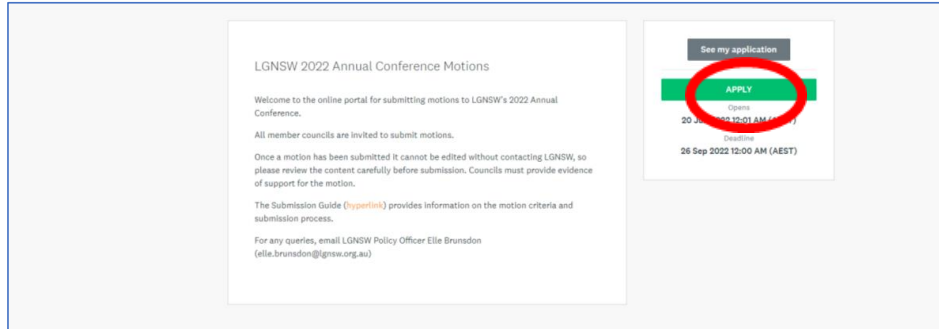 LGNSW 2022 Annual Conference Motions
Welcome to the online portal for submitting motions to LGNSW's 2022 Annual
Conference.
All member councils are invited to submit motions.
Once a motion has been submitted it cannot be edited without contacting LGNSW, so
please review the content carefully before submission. Councils must provide evidence
of support for the motion.
The Submission Guide (hyperlink) provides information on the motion criteria and
submission process.
For any queries, email LGNSW Policy Officer Elle Brunsdon
(elle.brunsdon@lgnsw.org.au)
See my application
APPLY
Opens
20 2022 12:01 AM
Deadline
26 Sep 2022 12:00 AM (AEST)